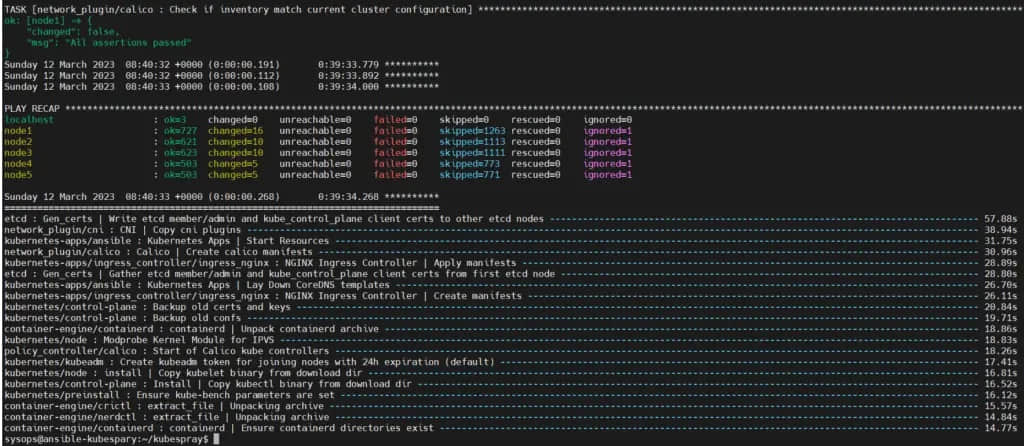 TASK [network_plugin/calico : Check if inventory match current cluster configuration] ****************************************************************************************************
ok: [node1] => {
    "changed": false,
    "msg": "All assertions passed"
}
Sunday 12 March 2023  08:40:32 +0000 (0:00:00.191)       0:39:33.779 **********
Sunday 12 March 2023  08:40:32 +0000 (0:00:00.112)       0:39:33.892 **********
Sunday 12 March 2023  08:40:33 +0000 (0:00:00.108)       0:39:34.000 **********
PLAY RECAP ****************************************************************************************************
localhost                  : ok=3    changed=0    unreachable=0    failed=0    skipped=0    rescued=0    ignored=0
node1                      : ok=727  changed=16   unreachable=0    failed=0    skipped=1263 rescued=0    ignored=1
node2                      : ok=621  changed=10   unreachable=0    failed=0    skipped=1113 rescued=0    ignored=1
node3                      : ok=623  changed=10   unreachable=0    failed=0    skipped=1111 rescued=0    ignored=1
node4                      : ok=503  changed=5    unreachable=0    failed=0    skipped=773  rescued=0    ignored=1
node5                      : ok=503  changed=5    unreachable=0    failed=0    skipped=771  rescued=0    ignored=1
Sunday 12 March 2023  08:40:33 +0000 (0:00:00.268)       0:39:34.268 **********
===============================================================================
etcd : Gen_certs | Write etcd member/admin and kube_control_plane client certs to other etcd nodes ---------- 57.88s
network_plugin/cni : CNI | Copy cni plugins ---------- 38.94s
kubernetes-apps/ansible : Kubernetes Apps | Start Resources ---------- 31.75s
network_plugin/calico : Calico | Create calico manifests ---------- 30.96s
kubernetes-apps/ingress_controller/ingress_nginx : NGINX Ingress Controller | Apply manifests ---------- 28.89s
etcd : Gen_certs | Gather etcd member/admin and kube_control_plane client certs from first etcd node ---------- 28.80s
kubernetes-apps/ansible : Kubernetes Apps | Lay Down CoreDNS templates ---------- 26.70s
kubernetes-apps/ingress_controller/ingress_nginx : NGINX Ingress Controller | Create manifests ---------- 26.11s
kubernetes/control-plane : Backup old certs and keys ---------- 20.84s
kubernetes/control-plane : Backup old confs ---------- 19.71s
container-engine/containerd : containerd | Unpack containerd archive ---------- 18.86s
kubernetes/node : Modprobe Kernel Module for IPVS ---------- 18.83s
policy_controller/calico : Start of Calico kube controllers ---------- 18.26s
kubernetes/kubeadm : Create kubeadm token for joining nodes with 24h expiration (default) ---------- 17.41s
kubernetes/node : install | Copy kubelet binary from download dir ---------- 16.81s
kubernetes/control-plane : Install | Copy kubectl binary from download dir ---------- 16.52s
kubernetes/preinstall : Ensure kube-bench parameters are set ---------- 16.12s
container-engine/crictl : extract_file | Unpacking archive ---------- 15.57s
container-engine/nerdctl : extract_file | Unpacking archive ---------- 14.84s
container-engine/containerd : containerd | Ensure containerd directories exist ---------- 14.77s
sysops@ansible-kubespary:~/kubespray$